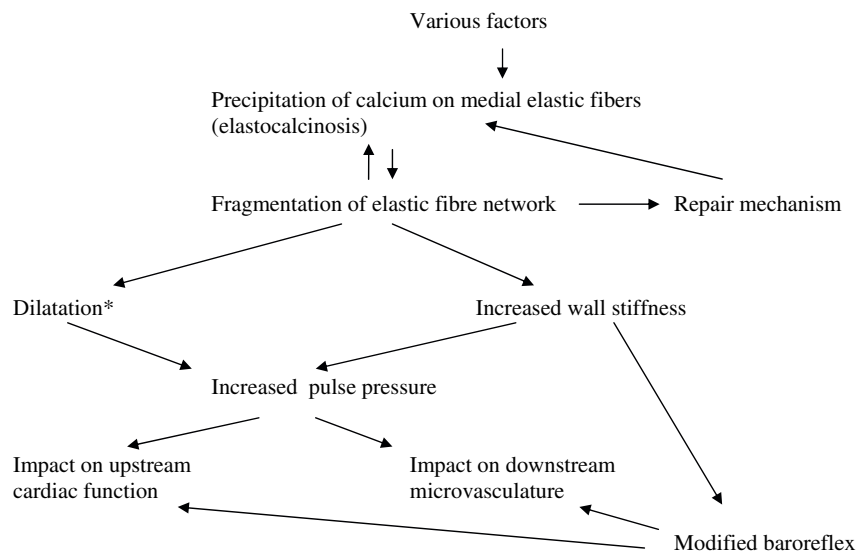 Various factors
Precipitation of calcium on medial elastic fibers
(elastocalcinosis)
Fragmentation of elastic fibre network
Repair mechanism
Dilatation*
Increased wall stiffness
Increased pulse pressure
Impact on upstream
cardiac function
Impact on downstream
microvasculature
Modified baroreflex